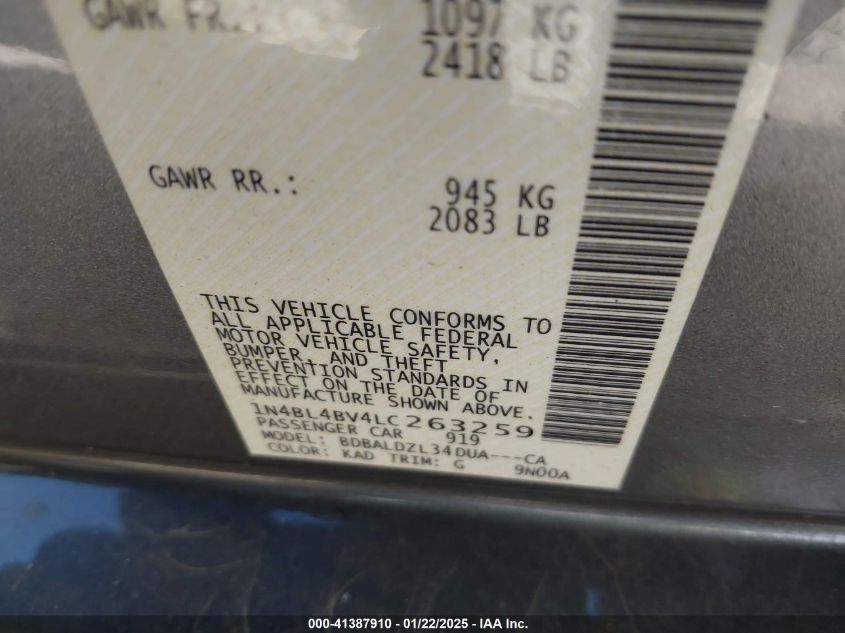 GAWR FR.: 1097 KG
2418 LB
GAWR RR.: 945 KG
2083 LB
THIS VEHICLE CONFORMS TO
ALL APPLICABLE FEDERAL
MOTOR VEHICLE SAFETY,
BUMPER, AND THEFT
PREVENTION STANDARDS IN
EFFECT ON THE DATE OF
MANUFACTURE SHOWN ABOVE.
1N4BL4BV4LC263259
PASSENGER CAR 919
MODEL: BDBALDZL34DUA---CA
COLOR: KAD TRIM: G 9N00A
000-41387910 - 01/22/2025 - IAA Inc.